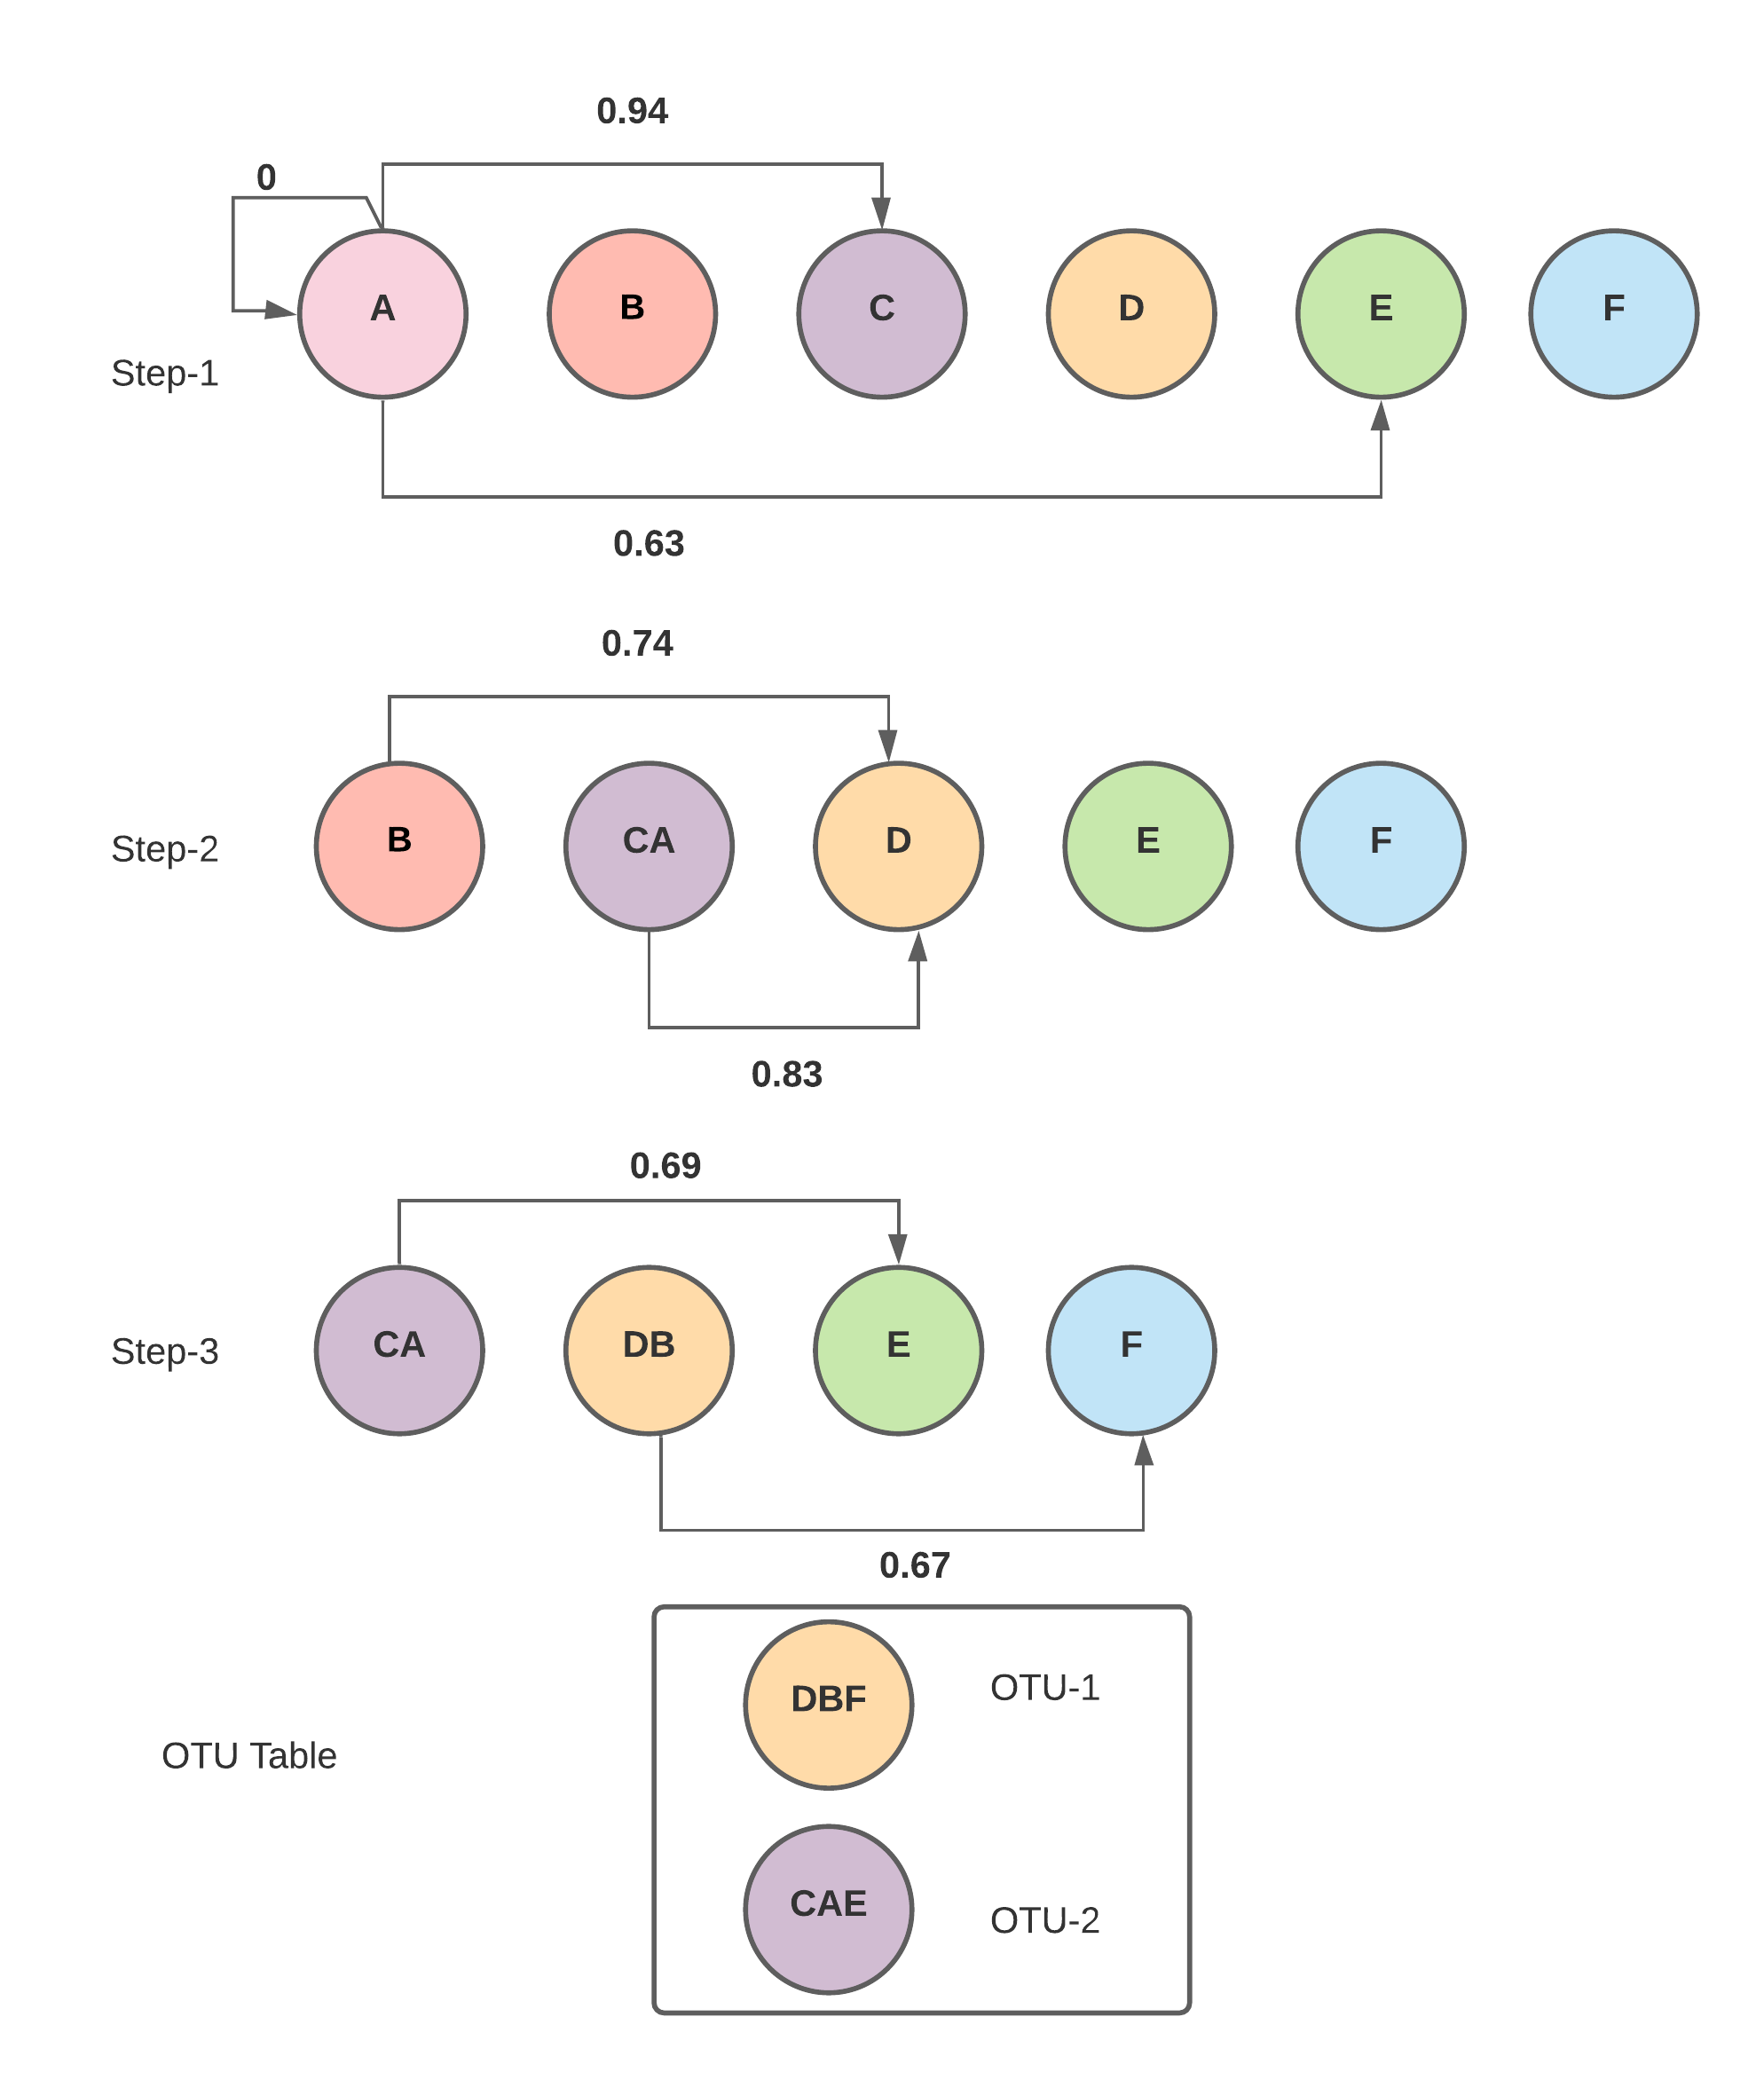 0.94
0
A
B
C
D
E
F
Step-1
0.63
0.74
B
CA
D
E
F
Step-2
0.83
0.69
CA
DB
E
F
Step-3
0.67
DBF
OTU-1
OTU Table
CAE
OTU-2